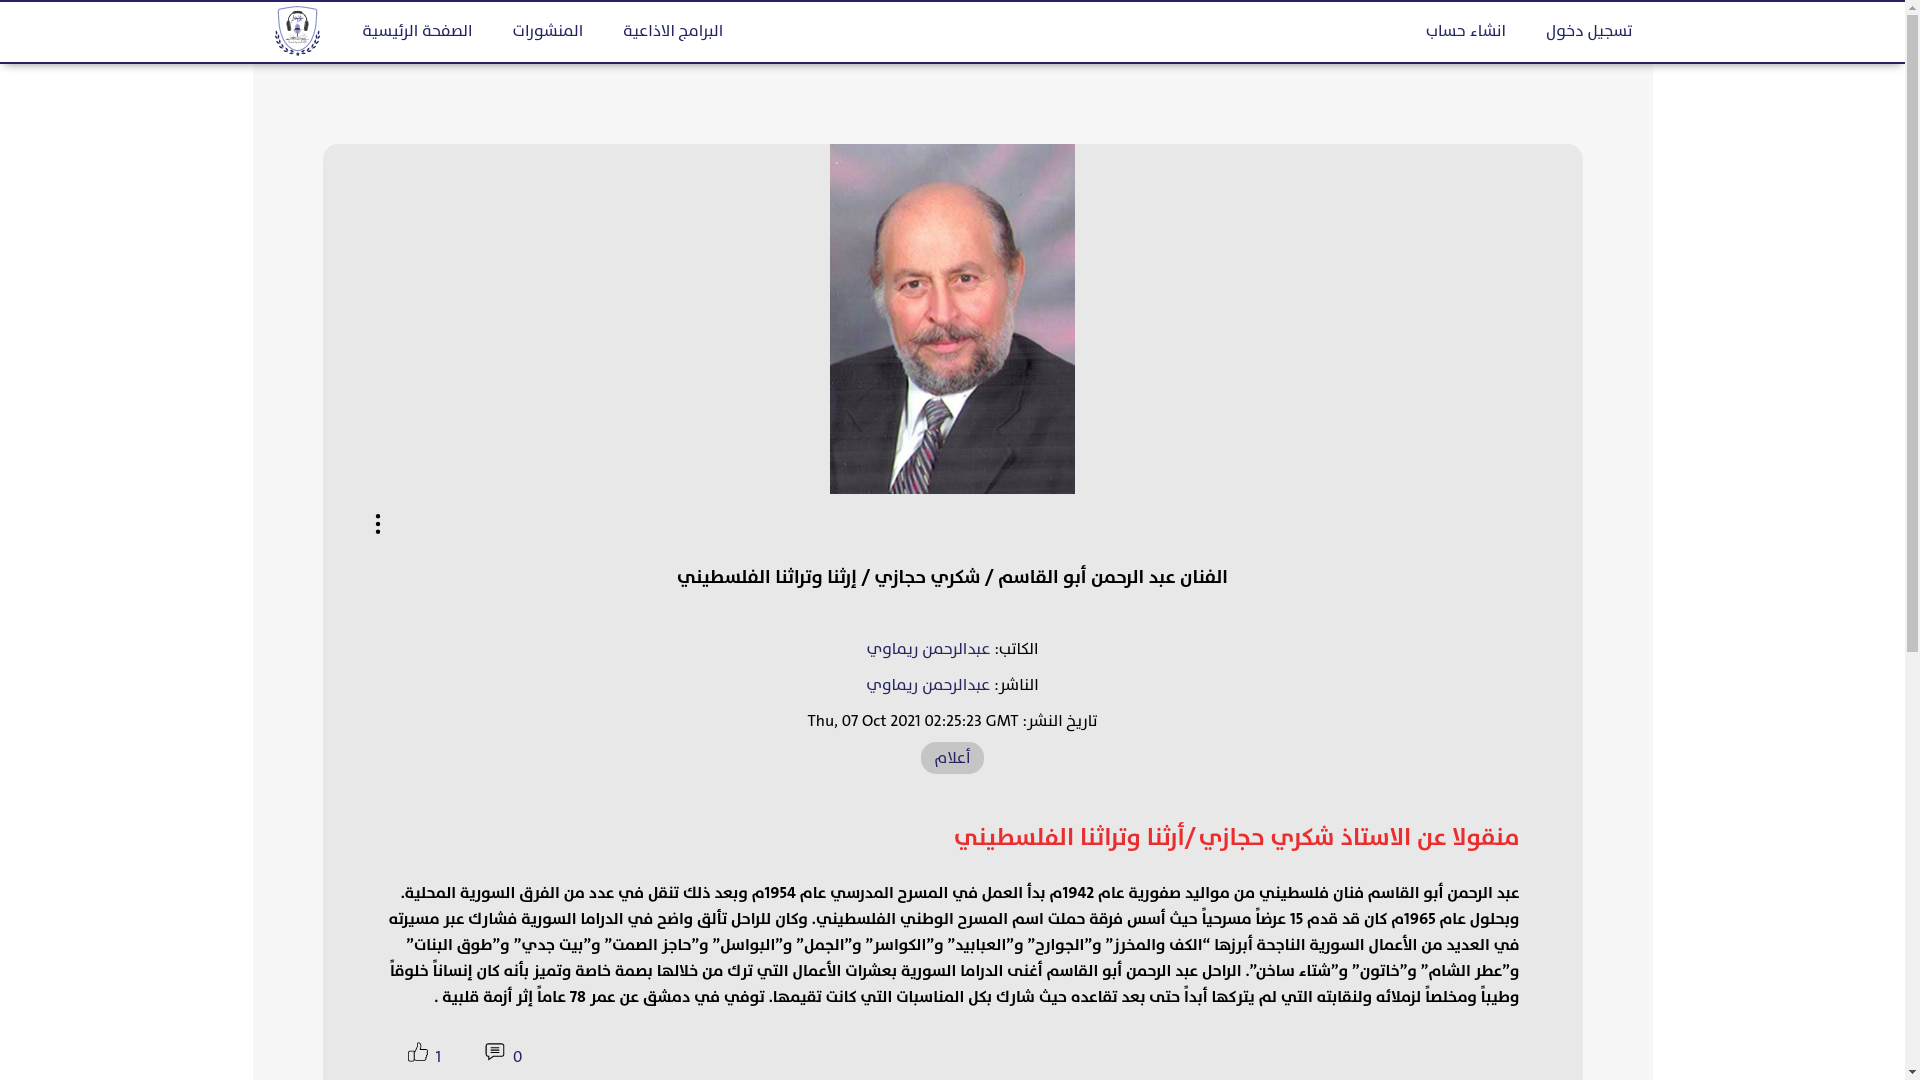 الصفحة الرئيسية
المنشورات
البرامج الاذاعية
انشاء حساب
تسجيل دخول
الفنان عبد الرحمن أبو القاسم / شكري حجازي / إرثنا وتراثنا الفلسطيني
الكاتب: عبدالرحمن ريماوي
الناشر: عبدالرحمن ريماوي
تاريخ النشر: Thu, 07 Oct 2021 02:25:23 GMT
أعلام
منقولا عن الاستاذ شكري حجازي/أرثنا وتراثنا الفلسطيني
عبد الرحمن أبو القاسم فنان فلسطيني من مواليد صفورية عام 1942م بدأ العمل في المسرح المدرسي عام 1954م وبعد ذلك تنقل في عدد من الفرق السورية المحلية.
وبحلول عام 1965م كان قد قدم 15 عرضاً مسرحياً حيث أسس فرقة حملت اسم المسرح الوطني الفلسطيني. وكان للراحل تألق واضح في الدراما السورية فشارك عبر مسيرته
في العديد من الأعمال السورية الناجحة أبرزها “الكف والمخرز” و”الجوارح” و”العبابيد” و”الكواسر” و”الجمل” و”البواسل” و”حاجز الصمت” و”بيت جدي” و”طوق البنات”
و”عطر الشام” و”خاتون” و”شتاء ساخن”. الراحل عبد الرحمن أبو القاسم أغنى الدراما السورية بعشرات الأعمال التي ترك من خلالها بصمة خاصة وتميز بأنه كان إنساناً خلوقاً
وطيباً ومخلصاً لزملائه ولنقابته التي لم يتركها أبداً حتى بعد تقاعده حيث شارك بكل المناسبات التي كانت تقيمها. توفي في دمشق عن عمر 78 عاماً إثر أزمة قلبية .
1
0